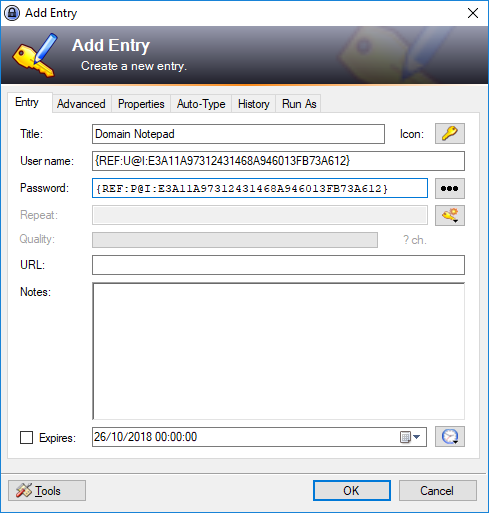 Add Entry
Add Entry
Create a new entry.
Entry Advanced Properties Auto-Type History Run As
Title: Domain Notepad Icon:
User name: {REF:U@I:E3A11A97312431468A946013FB73A612}
Password: {REF:P@I:E3A11A97312431468A946013FB73A612}
Repeat:
Quality: ? ch.
URL:
Notes:
Expires: 26/10/2018 00:00:00
Tools OK Cancel